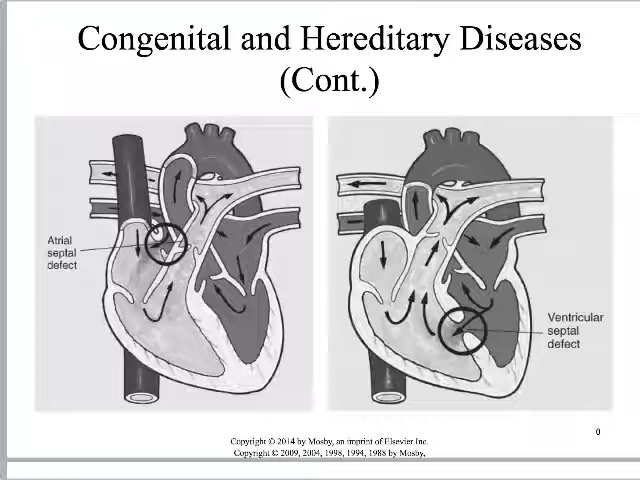 Congenital and Hereditary Diseases
(Cont.)
Atrial
septal
defect
Ventricular
septal
defect
0
Copyright © 2014 by Mosby, an imprint of Elsevier Inc.
Copyright © 2009, 2004, 1998, 1994, 1988 by Mosby,